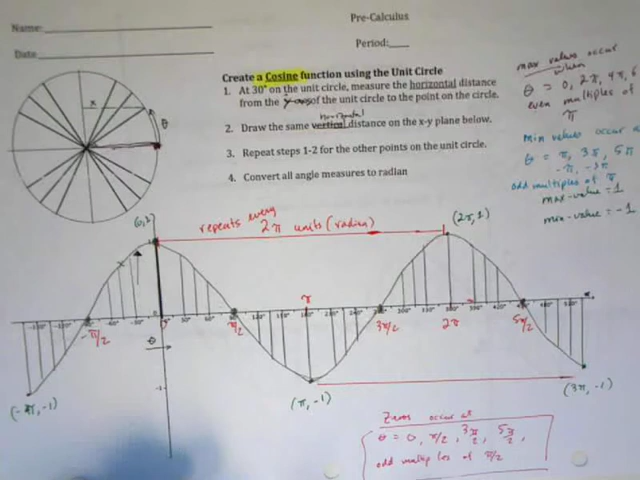 Pre-Calculus
Name:
Period:
Date
Create a Cosine function using the Unit Circle
1. At 30° on the unit circle, measure the horizontal distance
from the of the unit circle to the point on the circle.
horizontal
2. Draw the same vertical distance on the x-y plane below.
3. Repeat steps 1-2 for the other points on the unit circle.
4. Convert all angle measures to radian
x
θ
max values occur
when
θ = 0, 2π, 4π, 6
even multiples of
π
min values occur a
θ = π, 3π, 5π
-π, -3π
odd multiples of π
max-value = 1
min-value = -1
repeats every
2π units (radian)
(2π, 1)
π
-π/2
π/2
3π/2
2π
5π/2
θ
-1
(π, -1)
(3π, -1)
Zeros occur at
θ = 0, π/2, 3π/2, 5π/2,
odd multiples of π/2